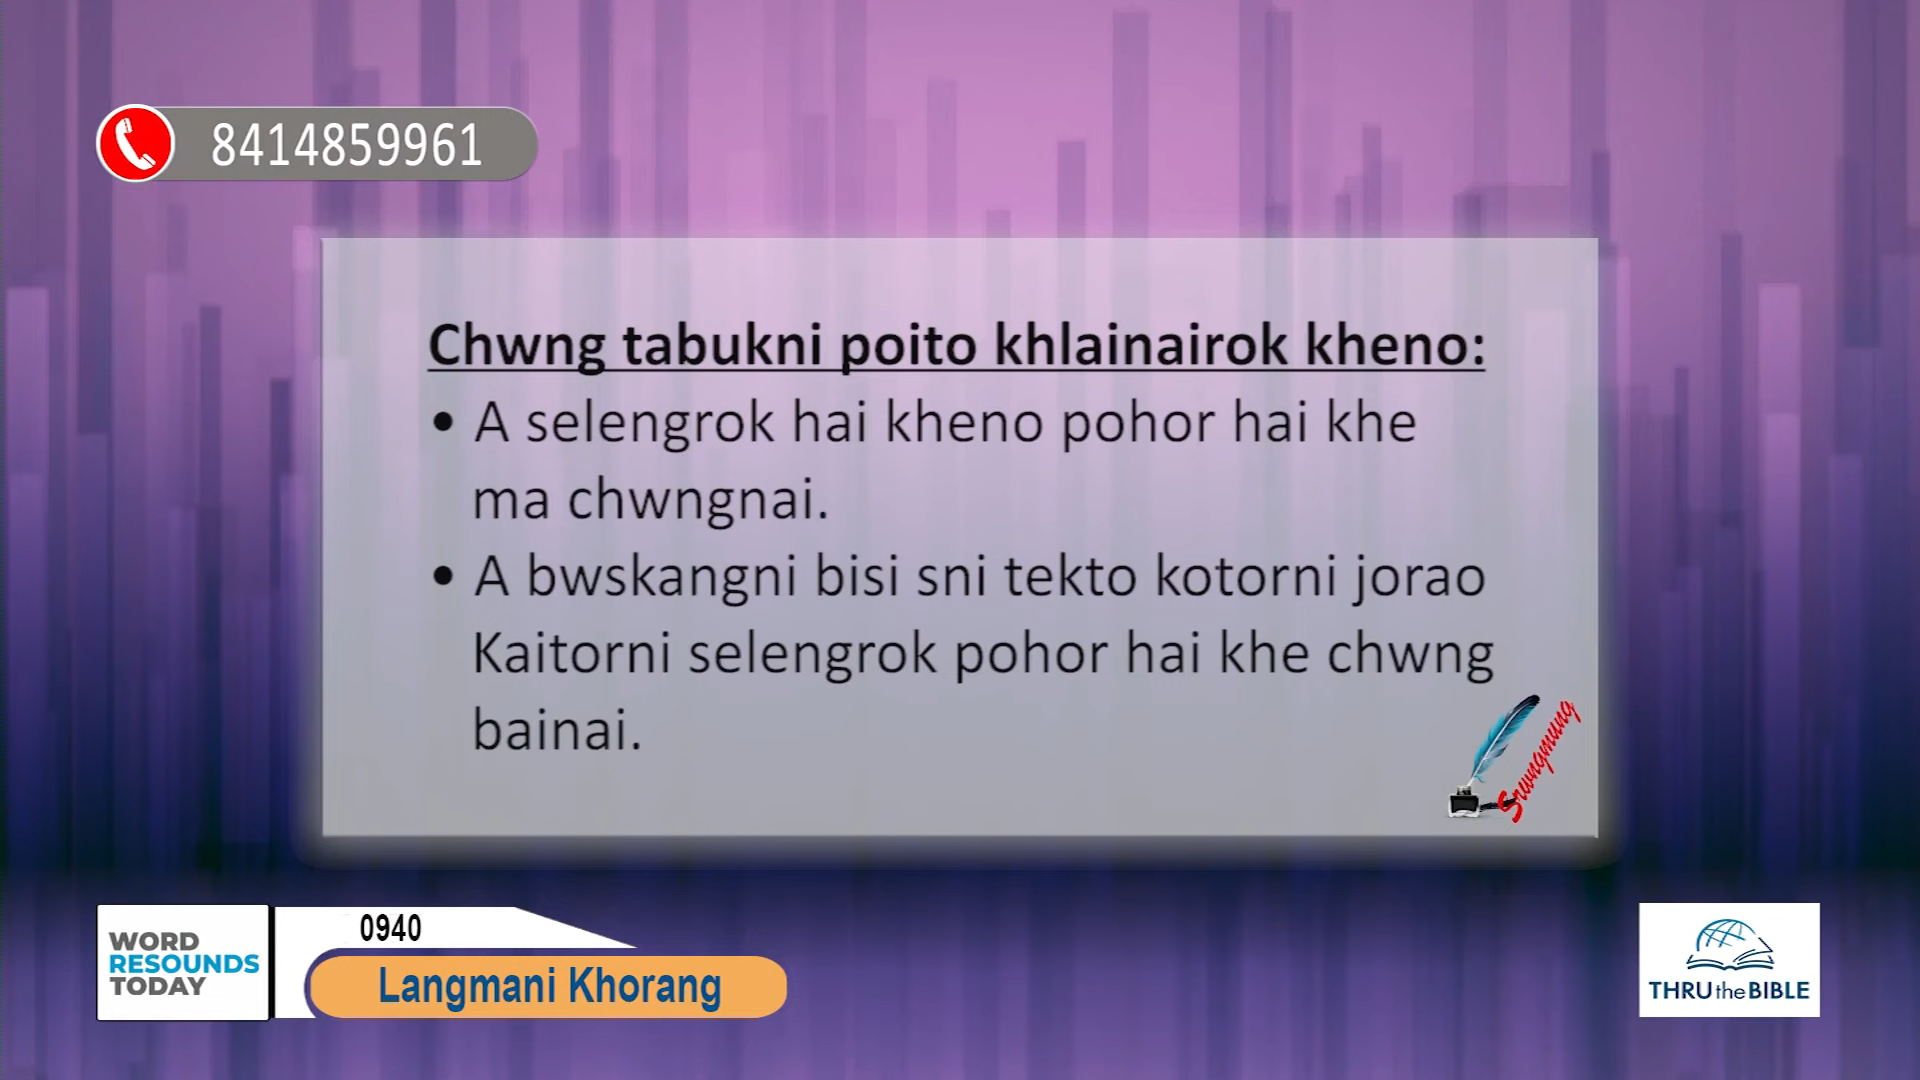 8414859961
Chwng tabukni poito khlainairok kheno:
• A selengrok hai kheno pohor hai khe
ma chwngnai.
• A bwskangni bisi sni tekto kotorni jorao
Kaitorni selengrok pohor hai khe chwng
bainai.
Srwngmung
WORD
RESOUNDS
TODAY
0940
Langmani Khorang
THRU the BIBLE